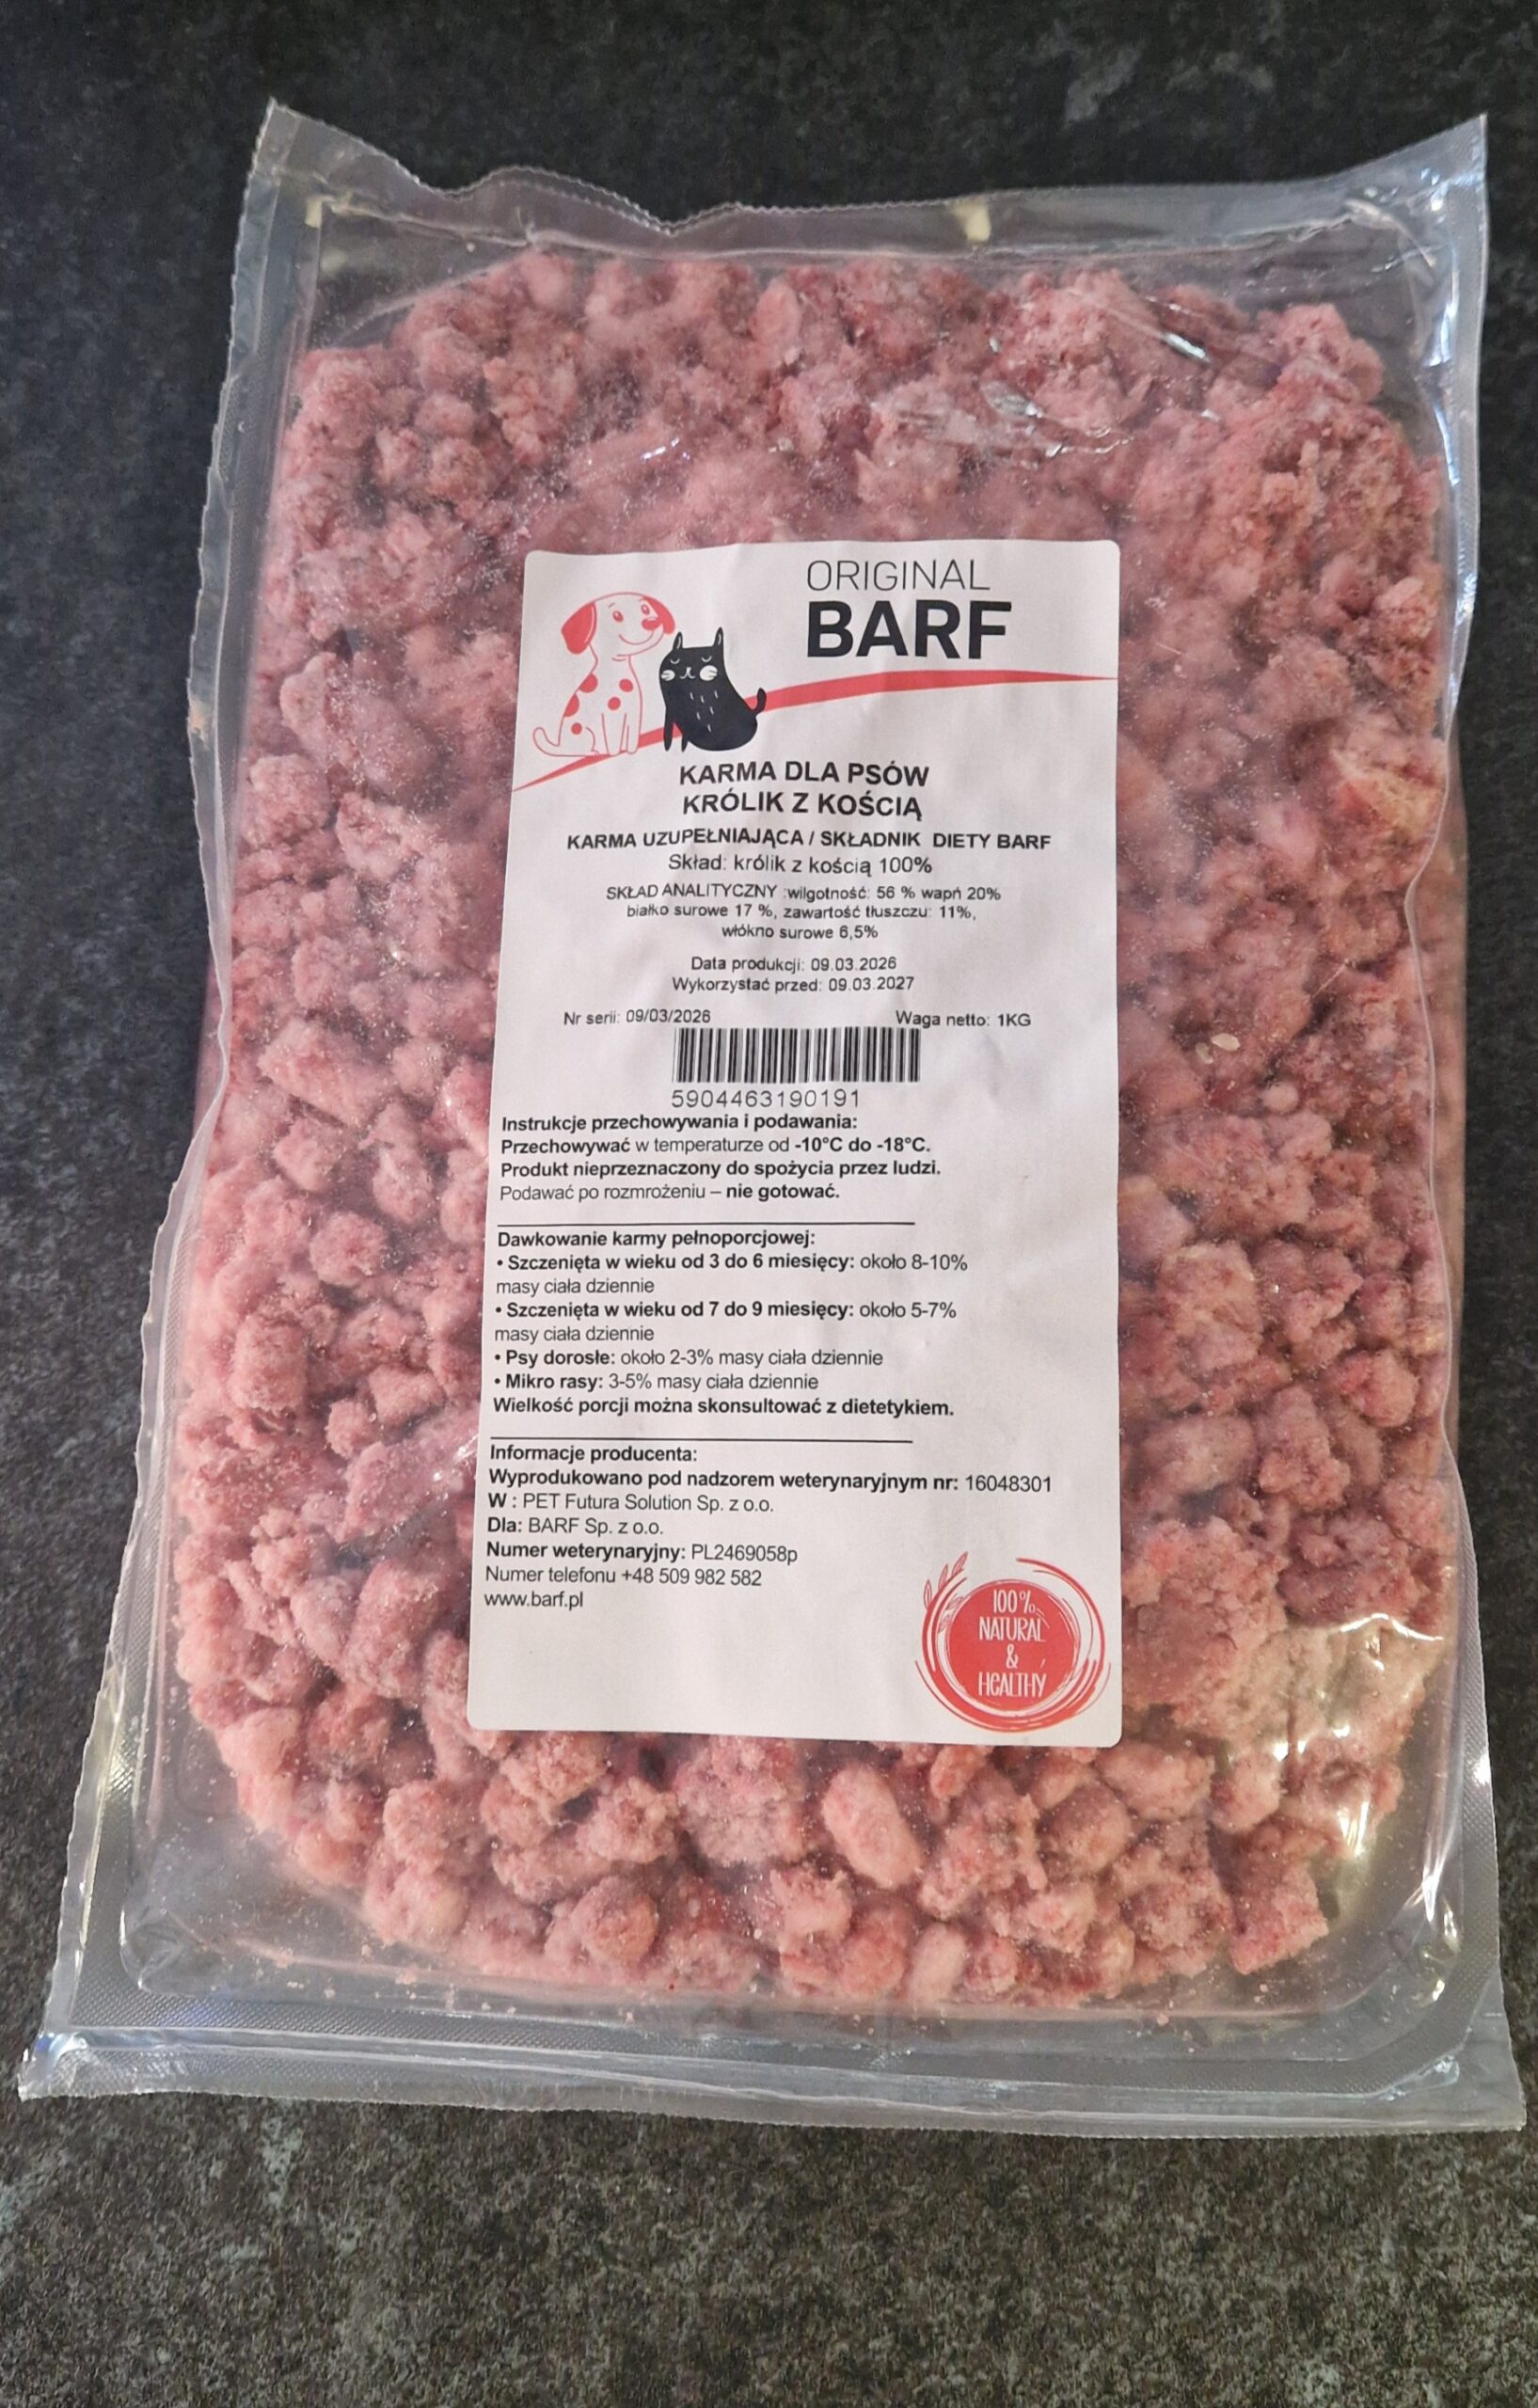 ORIGINAL
BARF
KARMA DLA PSÓW
KRÓLIK Z KOŚCIĄ
KARMA UZUPEŁNIAJĄCA / SKŁADNIK DIETY BARF
Skład: królik z kością 100%
SKŁAD ANALITYCZNY :wilgotność: 56 % wapń 20%
białko surowe 17 %, zawartość tłuszczu: 11%,
włókno surowe 6,5%
Data produkcji: 09.03.2026
Wykorzystać przed: 09.03.2027
Nr serii: 09/03/2026 Waga netto: 1KG
5904463190191
Instrukcje przechowywania i podawania:
Przechowywać w temperaturze od -10°C do -18°C.
Produkt nieprzeznaczony do spożycia przez ludzi.
Podawać po rozmrożeniu – nie gotować.
Dawkowanie karmy pełnoporcjowej:
• Szczenięta w wieku od 3 do 6 miesięcy: około 8-10%
masy ciała dziennie
• Szczenięta w wieku od 7 do 9 miesięcy: około 5-7%
masy ciała dziennie
• Psy dorosłe: około 2-3% masy ciała dziennie
• Mikro rasy: 3-5% masy ciała dziennie
Wielkość porcji można skonsultować z dietetykiem.
Informacje producenta:
Wyprodukowano pod nadzorem weterynaryjnym nr: 16048301
W : PET Futura Solution Sp. z o.o.
Dla: BARF Sp. z o.o.
Numer weterynaryjny: PL2469058p
Numer telefonu +48 509 982 582
www.barf.pl
100%
NATURAL
&
HEALTHY